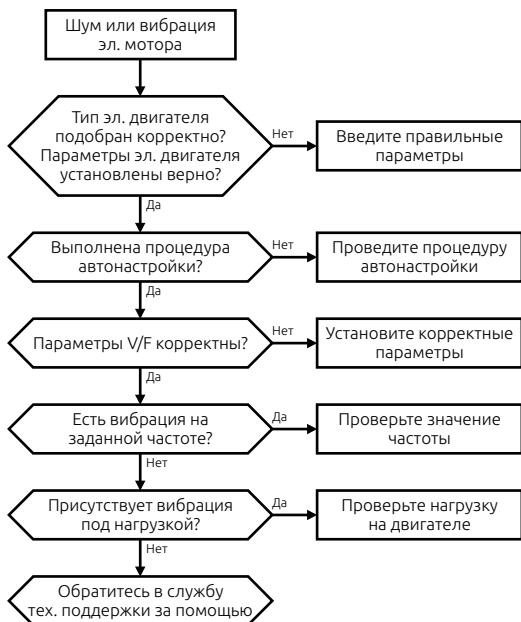 Шум или вибрация
эл. мотора
Тип эл. двигателя
подобран корректно?
Параметры эл. двигателя
установлены верно?
Нет
Введите правильные
параметры
Да
Выполнена процедура
автонастройки?
Нет
Проведите процедуру
автонастройки
Да
Параметры V/F корректны?
Нет
Установите корректные
параметры
Да
Есть вибрация на
заданной частоте?
Да
Проверьте значение
частоты
Нет
Присутствует вибрация
под нагрузкой?
Да
Проверьте нагрузку
на двигателе
Нет
Обратитесь в службу
тех. поддержки за помощью